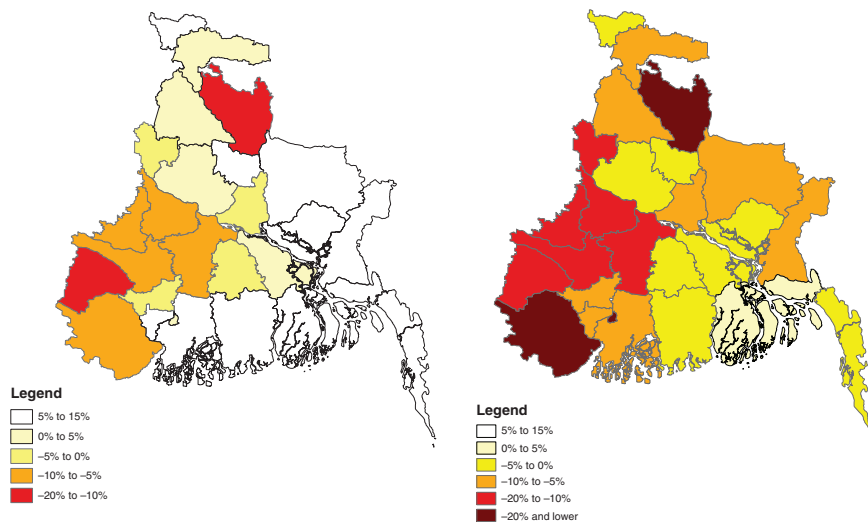 Legend
5% to 15%
0% to 5%
–5% to 0%
–10% to –5%
–20% to –10%
Legend
5% to 15%
0% to 5%
–5% to 0%
–10% to –5%
–20% to –10%
–20% and lower